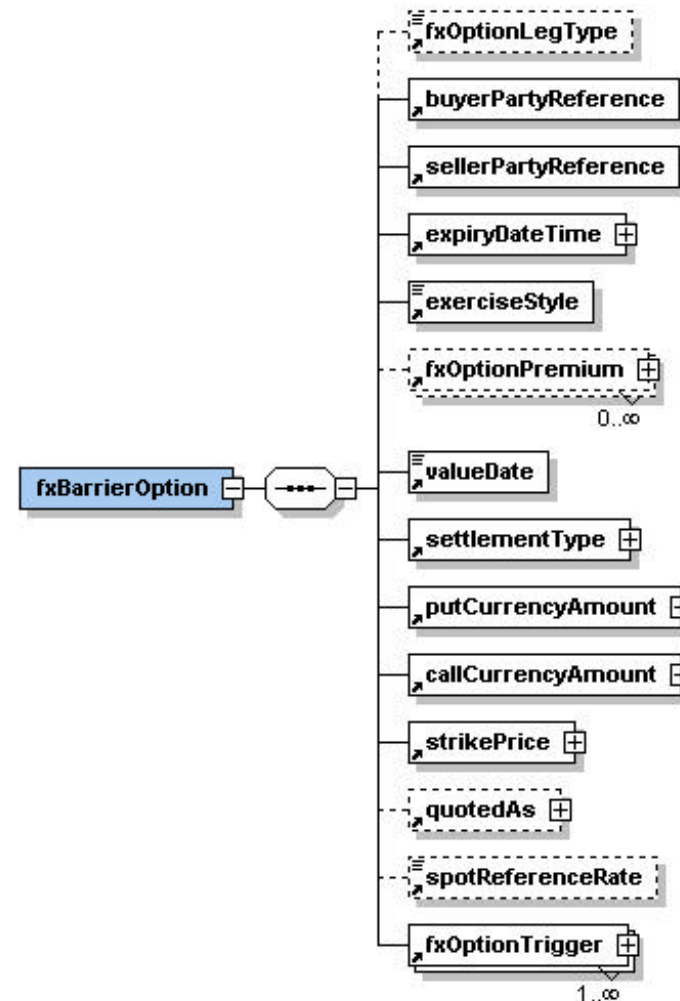 fxOptionLegType
buyerPartyReference
sellerPartyReference
expiryDateTime
exerciseStyle
fxOptionPremium
0..∞
fxBarrierOption
valueDate
settlementType
putCurrencyAmount
callCurrencyAmount
strikePrice
quotedAs
spotReferenceRate
fxOptionTrigger
1..∞